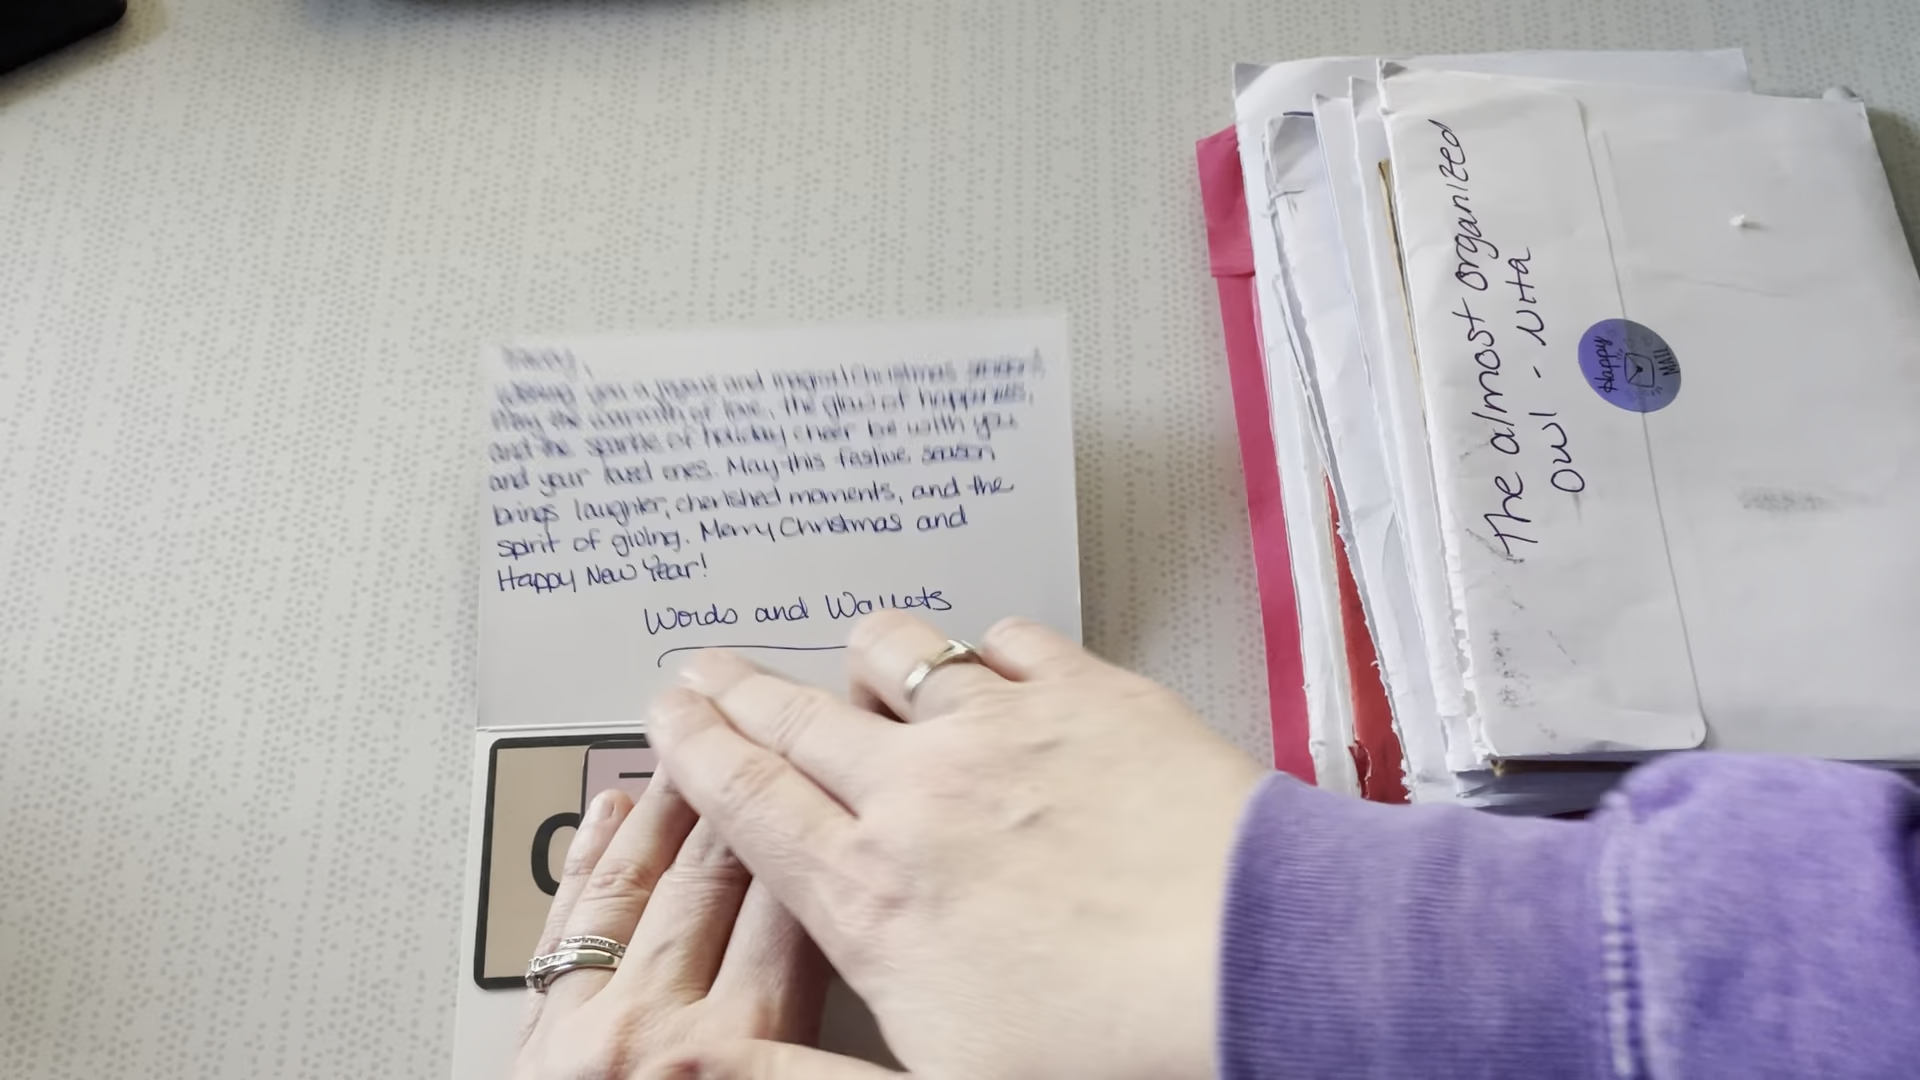 Wishing you a joyous and magical Christmas season!
May the warmth of love, the glow of happiness,
and the sparkle of holiday cheer be with you
and your loved ones. May this festive season
brings laughter, cherished moments, and the
spirit of giving. Merry Christmas and
Happy New Year!
Words and Wallets
The almost organized
owl - Nita
Happy
Mail